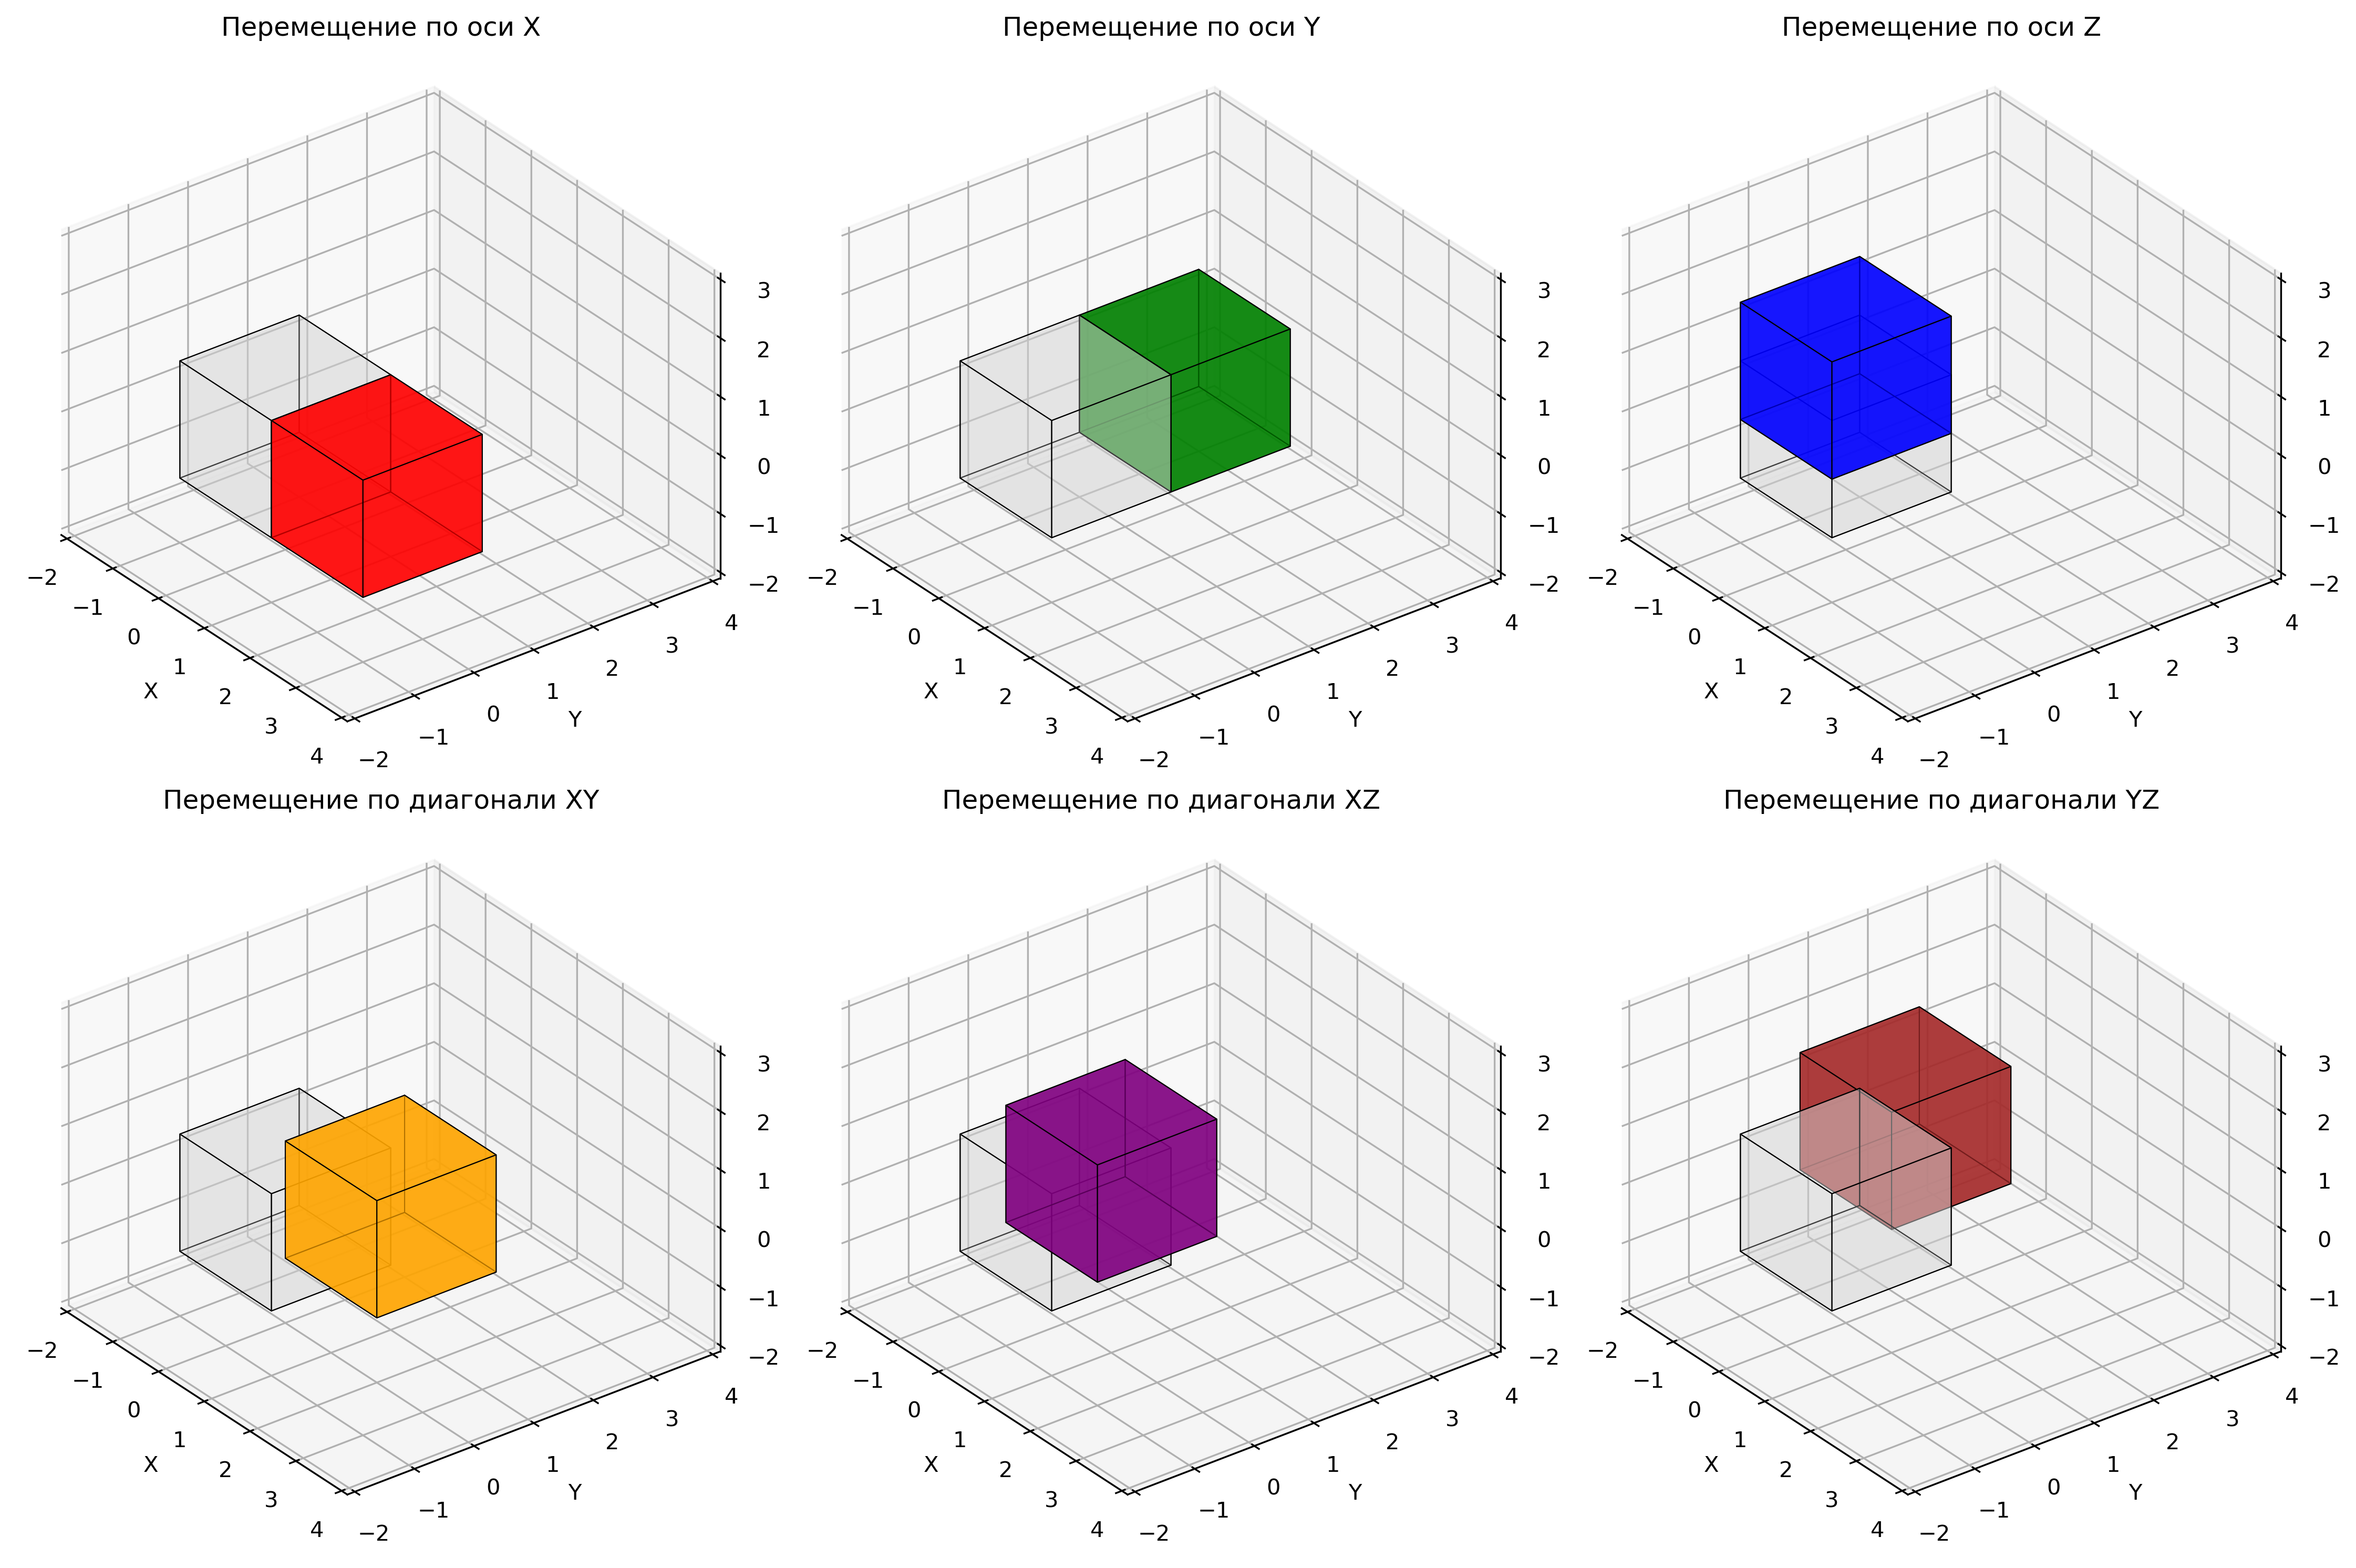 Перемещение по оси X
Перемещение по оси Y
Перемещение по оси Z
3 3 3
2 2 2
1 1 1
0 0 0
−1 −1 −1
−2 −2 −2 −2 −2 −2
−1 4 −1 4 −1 4
0 3 0 3 0 3
1 2 1 2 1 2
X 2 1 Y X 2 1 Y X 2 1 Y
3 0 3 0 3 0
4 −2 −1 4 −2 −1 4 −2 −1
Перемещение по диагонали XY
Перемещение по диагонали XZ
Перемещение по диагонали YZ
3 3 3
2 2 2
1 1 1
0 0 0
−1 −1 −1
−2 −2 −2 −2 −2 −2
−1 4 −1 4 −1 4
0 3 0 3 0 3
1 2 1 2 1 2
X 2 1 Y X 2 1 Y X 2 1 Y
3 0 3 0 3 0
4 −2 −1 4 −2 −1 4 −2 −1